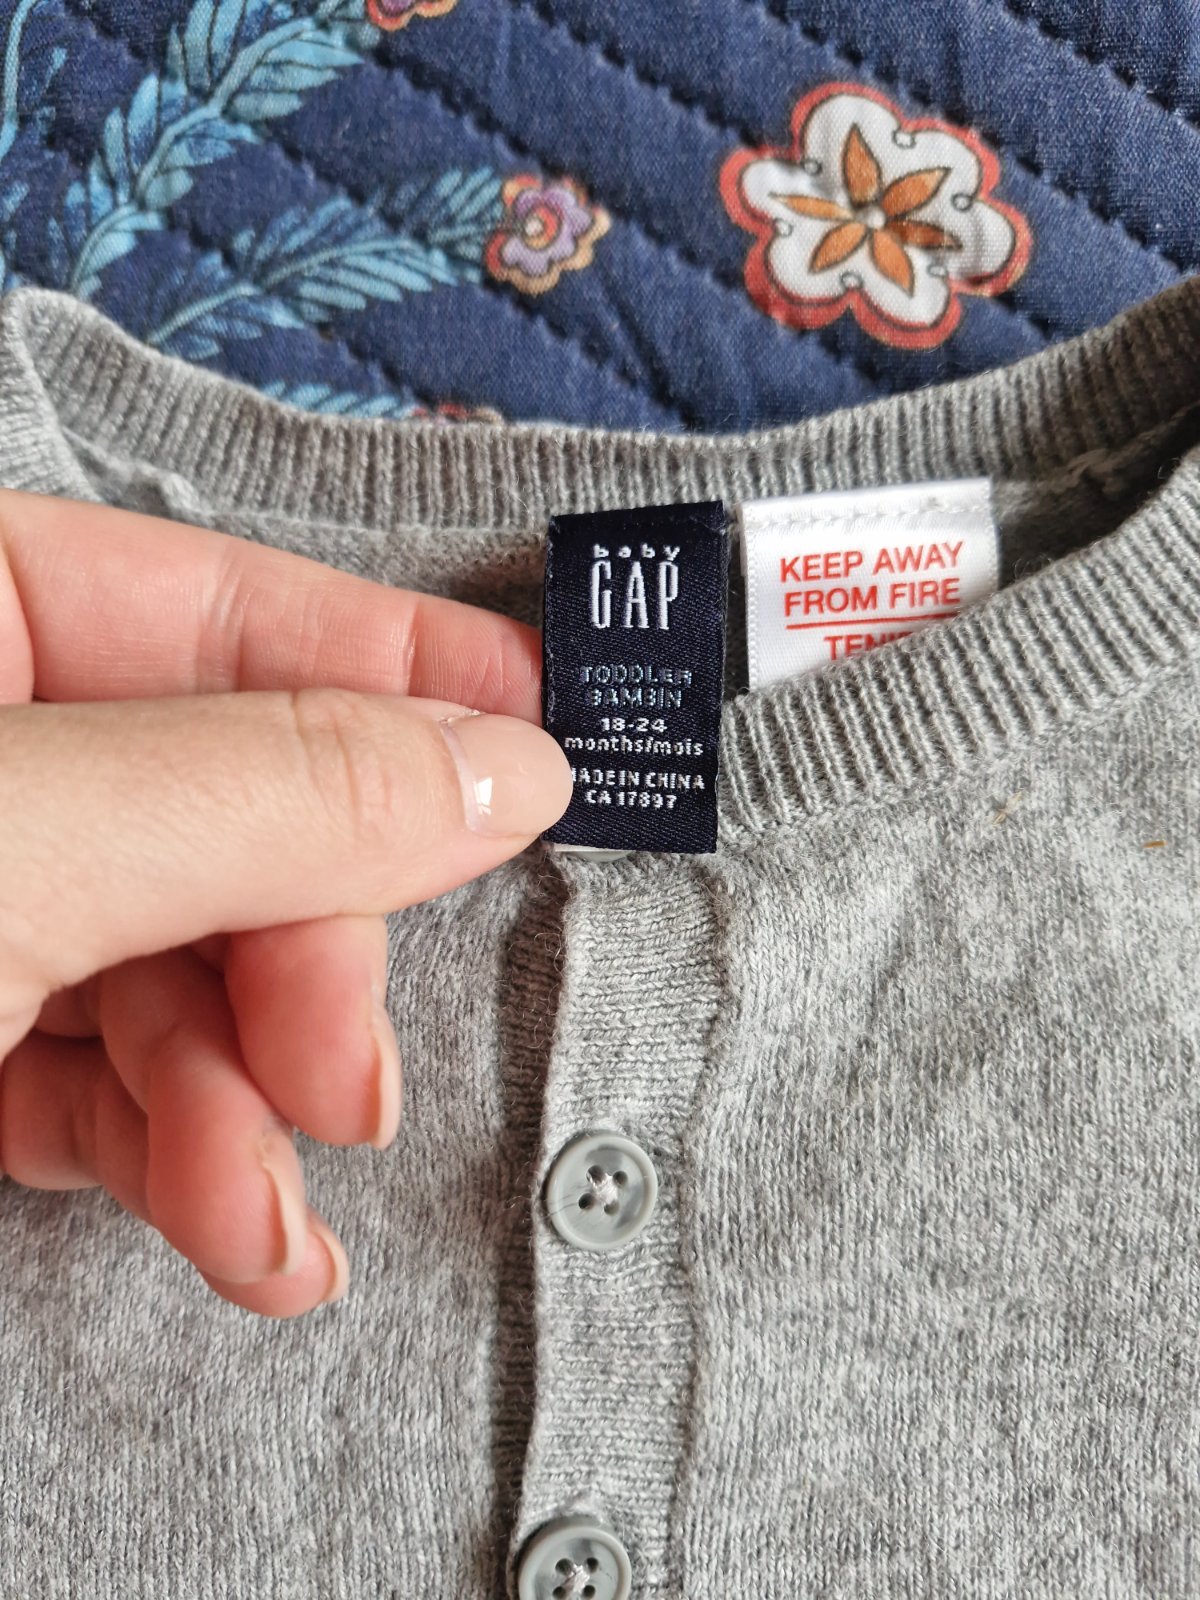 baby
GAP
TODDLER
BAMBIN
18-24
months/mois
MADE IN CHINA
CA 17897
KEEP AWAY
FROM FIRE